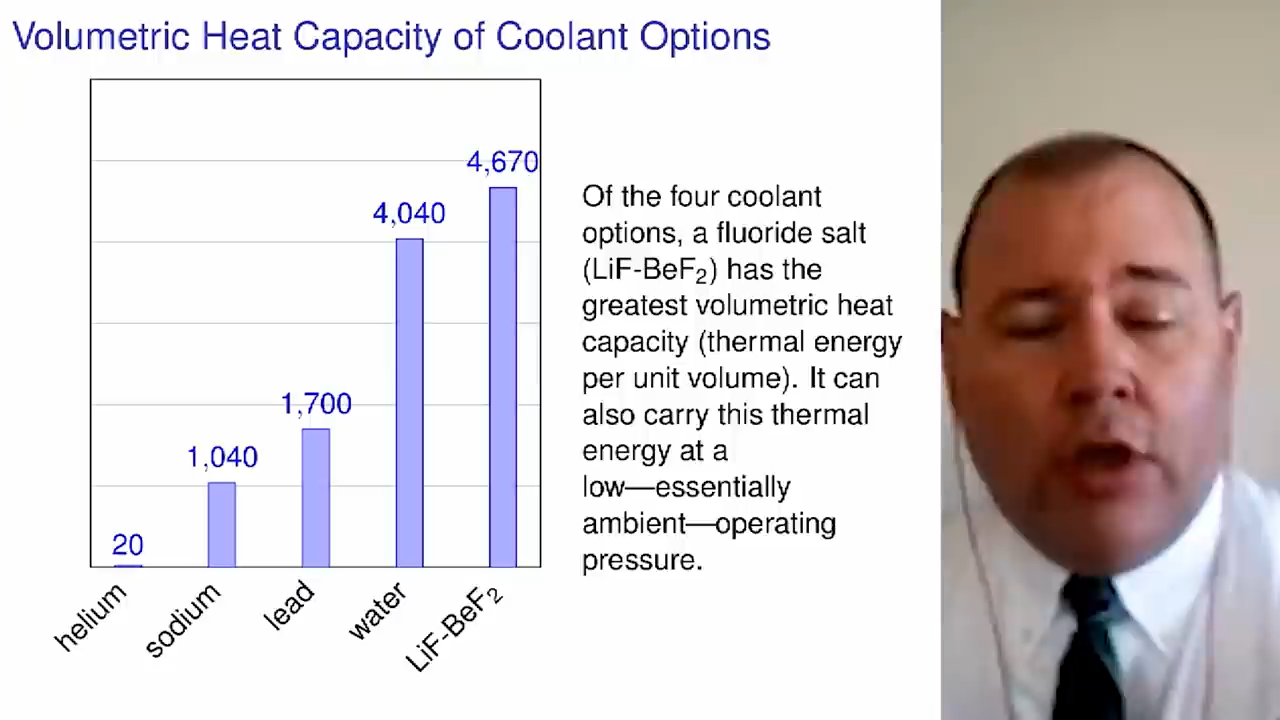 Volumetric Heat Capacity of Coolant Options
4,670
4,040
1,700
1,040
20
helium
sodium
lead
water
LiF-BeF₂
Of the four coolant
options, a fluoride salt
(LiF-BeF₂) has the
greatest volumetric heat
capacity (thermal energy
per unit volume). It can
also carry this thermal
energy at a
low—essentially
ambient—operating
pressure.